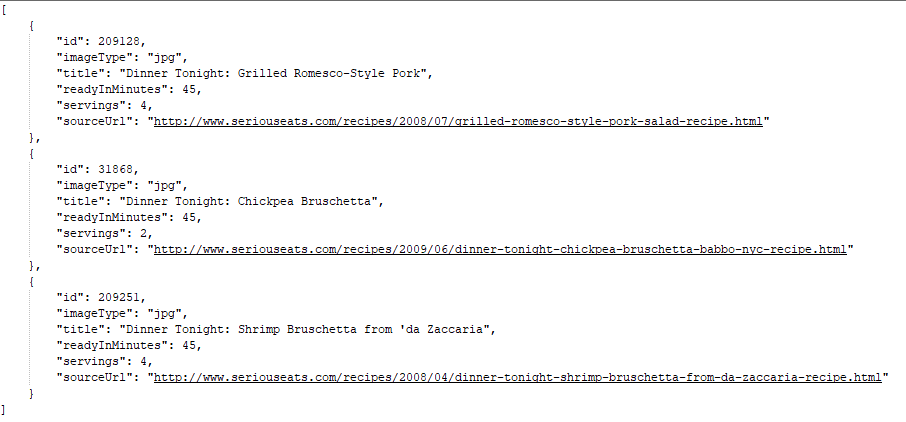 [
{
"id": 209128,
"imageType": "jpg",
"title": "Dinner Tonight: Grilled Romesco-Style Pork",
"readyInMinutes": 45,
"servings": 4,
"sourceUrl": "http://www.seriouseats.com/recipes/2008/07/grilled-romesco-style-pork-salad-recipe.html"
},
{
"id": 31868,
"imageType": "jpg",
"title": "Dinner Tonight: Chickpea Bruschetta",
"readyInMinutes": 45,
"servings": 2,
"sourceUrl": "http://www.seriouseats.com/recipes/2009/06/dinner-tonight-chickpea-bruschetta-babbo-nyc-recipe.html"
},
{
"id": 209251,
"imageType": "jpg",
"title": "Dinner Tonight: Shrimp Bruschetta from 'da Zaccaria",
"readyInMinutes": 45,
"servings": 4,
"sourceUrl": "http://www.seriouseats.com/recipes/2008/04/dinner-tonight-shrimp-bruschetta-from-da-zaccaria-recipe.html"
}
]